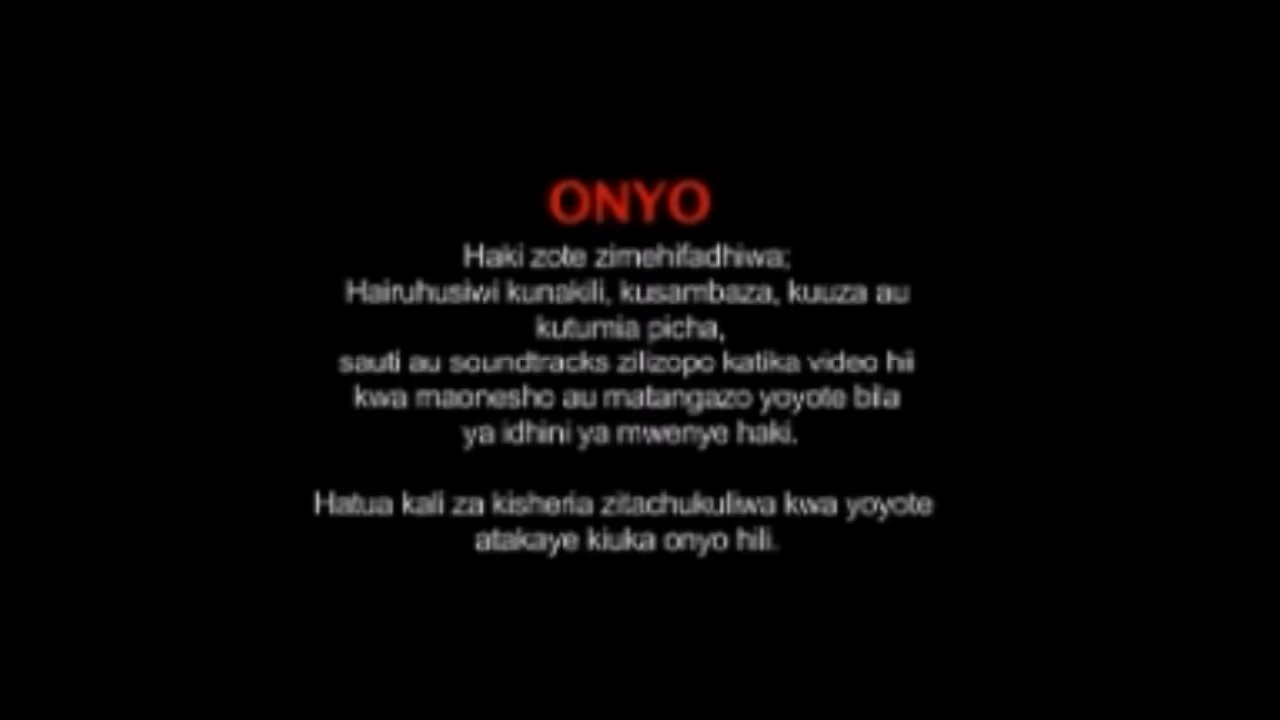 ONYO
Haki zote zimehifadhiwa;
Hairuhusiwi kunakili, kusambaza, kuuza au
kutumia picha,
sauti au soundtracks zilizopo katika video hii
kwa maonesho au matangazo yoyote bila
ya idhini ya mwenye haki.
Hatua kali za kisheria zitachukuliwa kwa yoyote
atakaye kiuka onyo hili.